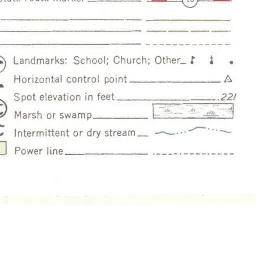 Landmarks: School; Church; Other
Horizontal control point
Spot elevation in feet 221
Marsh or swamp
Intermittent or dry stream
Power line